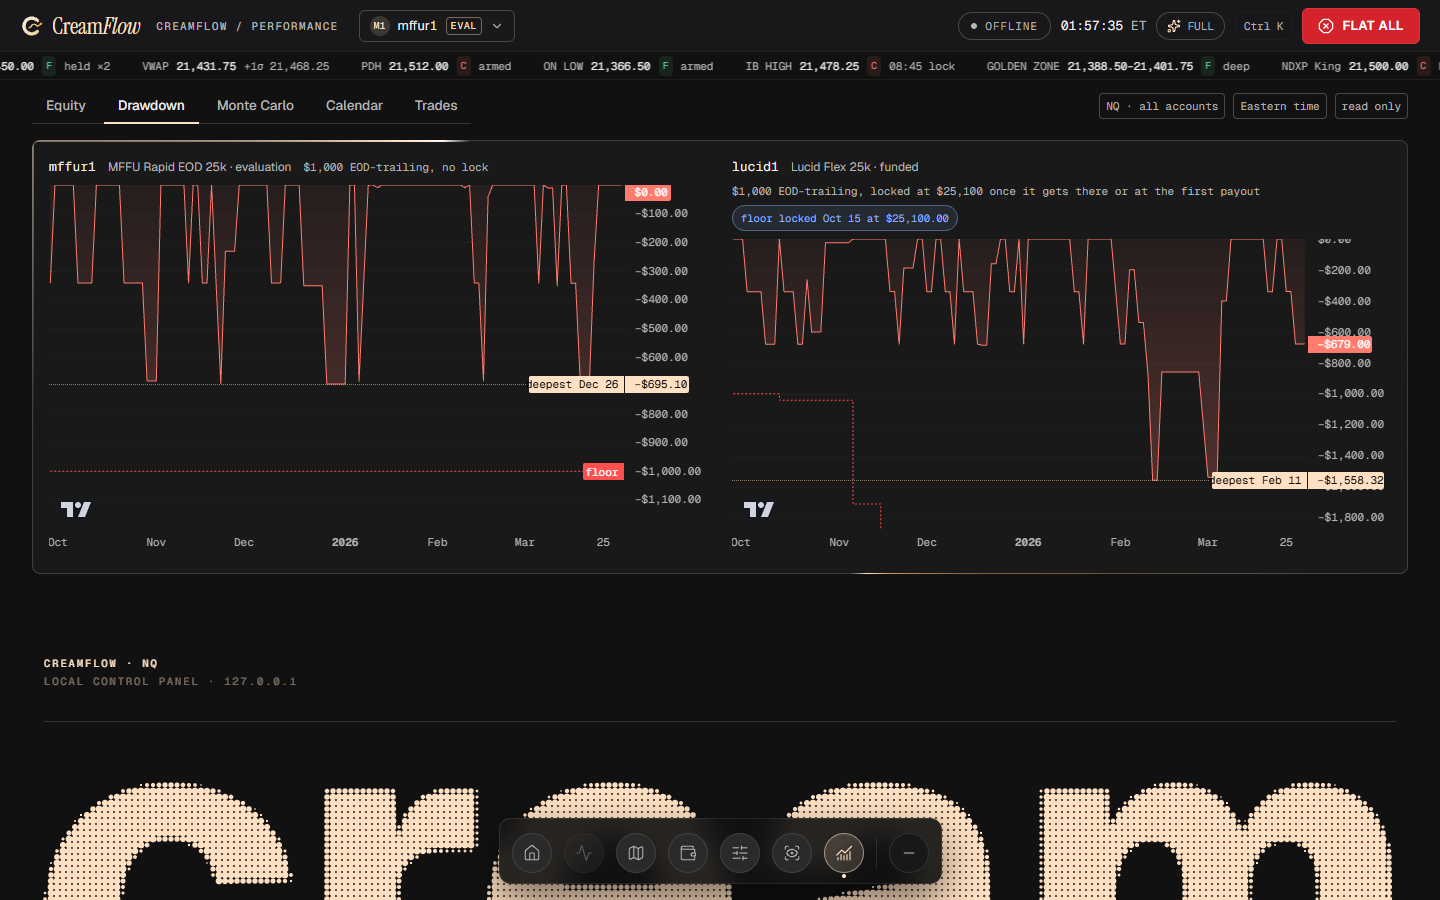 CreamFlow CREAMFLOW / PERFORMANCE M1 mffur1 EVAL OFFLINE 01:57:35 ET FULL Ctrl K FLAT ALL
50.00 F held ×2 VWAP 21,431.75 +1σ 21,468.25 PDH 21,512.00 C armed ON LOW 21,366.50 F armed IB HIGH 21,478.25 C 08:45 lock GOLDEN ZONE 21,388.50–21,401.75 F deep NDXP King 21,500.00 C
Equity Drawdown Monte Carlo Calendar Trades NQ · all accounts Eastern time read only
mffur1 MFFU Rapid EOD 25k · evaluation $1,000 EOD-trailing, no lock
$0.00
−$100.00
−$200.00
−$300.00
−$400.00
−$500.00
−$600.00
deepest Dec 26 −$695.10
−$800.00
−$900.00
floor −$1,000.00
−$1,100.00
Oct Nov Dec 2026 Feb Mar 25
lucid1 Lucid Flex 25k · funded
$1,000 EOD-trailing, locked at $25,100 once it gets there or at the first payout
floor locked Oct 15 at $25,100.00
$0.00
−$200.00
−$400.00
−$600.00
−$679.00
−$800.00
−$1,000.00
−$1,200.00
−$1,400.00
deepest Feb 11 −$1,558.32
−$1,800.00
Oct Nov Dec 2026 Feb Mar 25
CREAMFLOW · NQ
LOCAL CONTROL PANEL · 127.0.0.1
cream